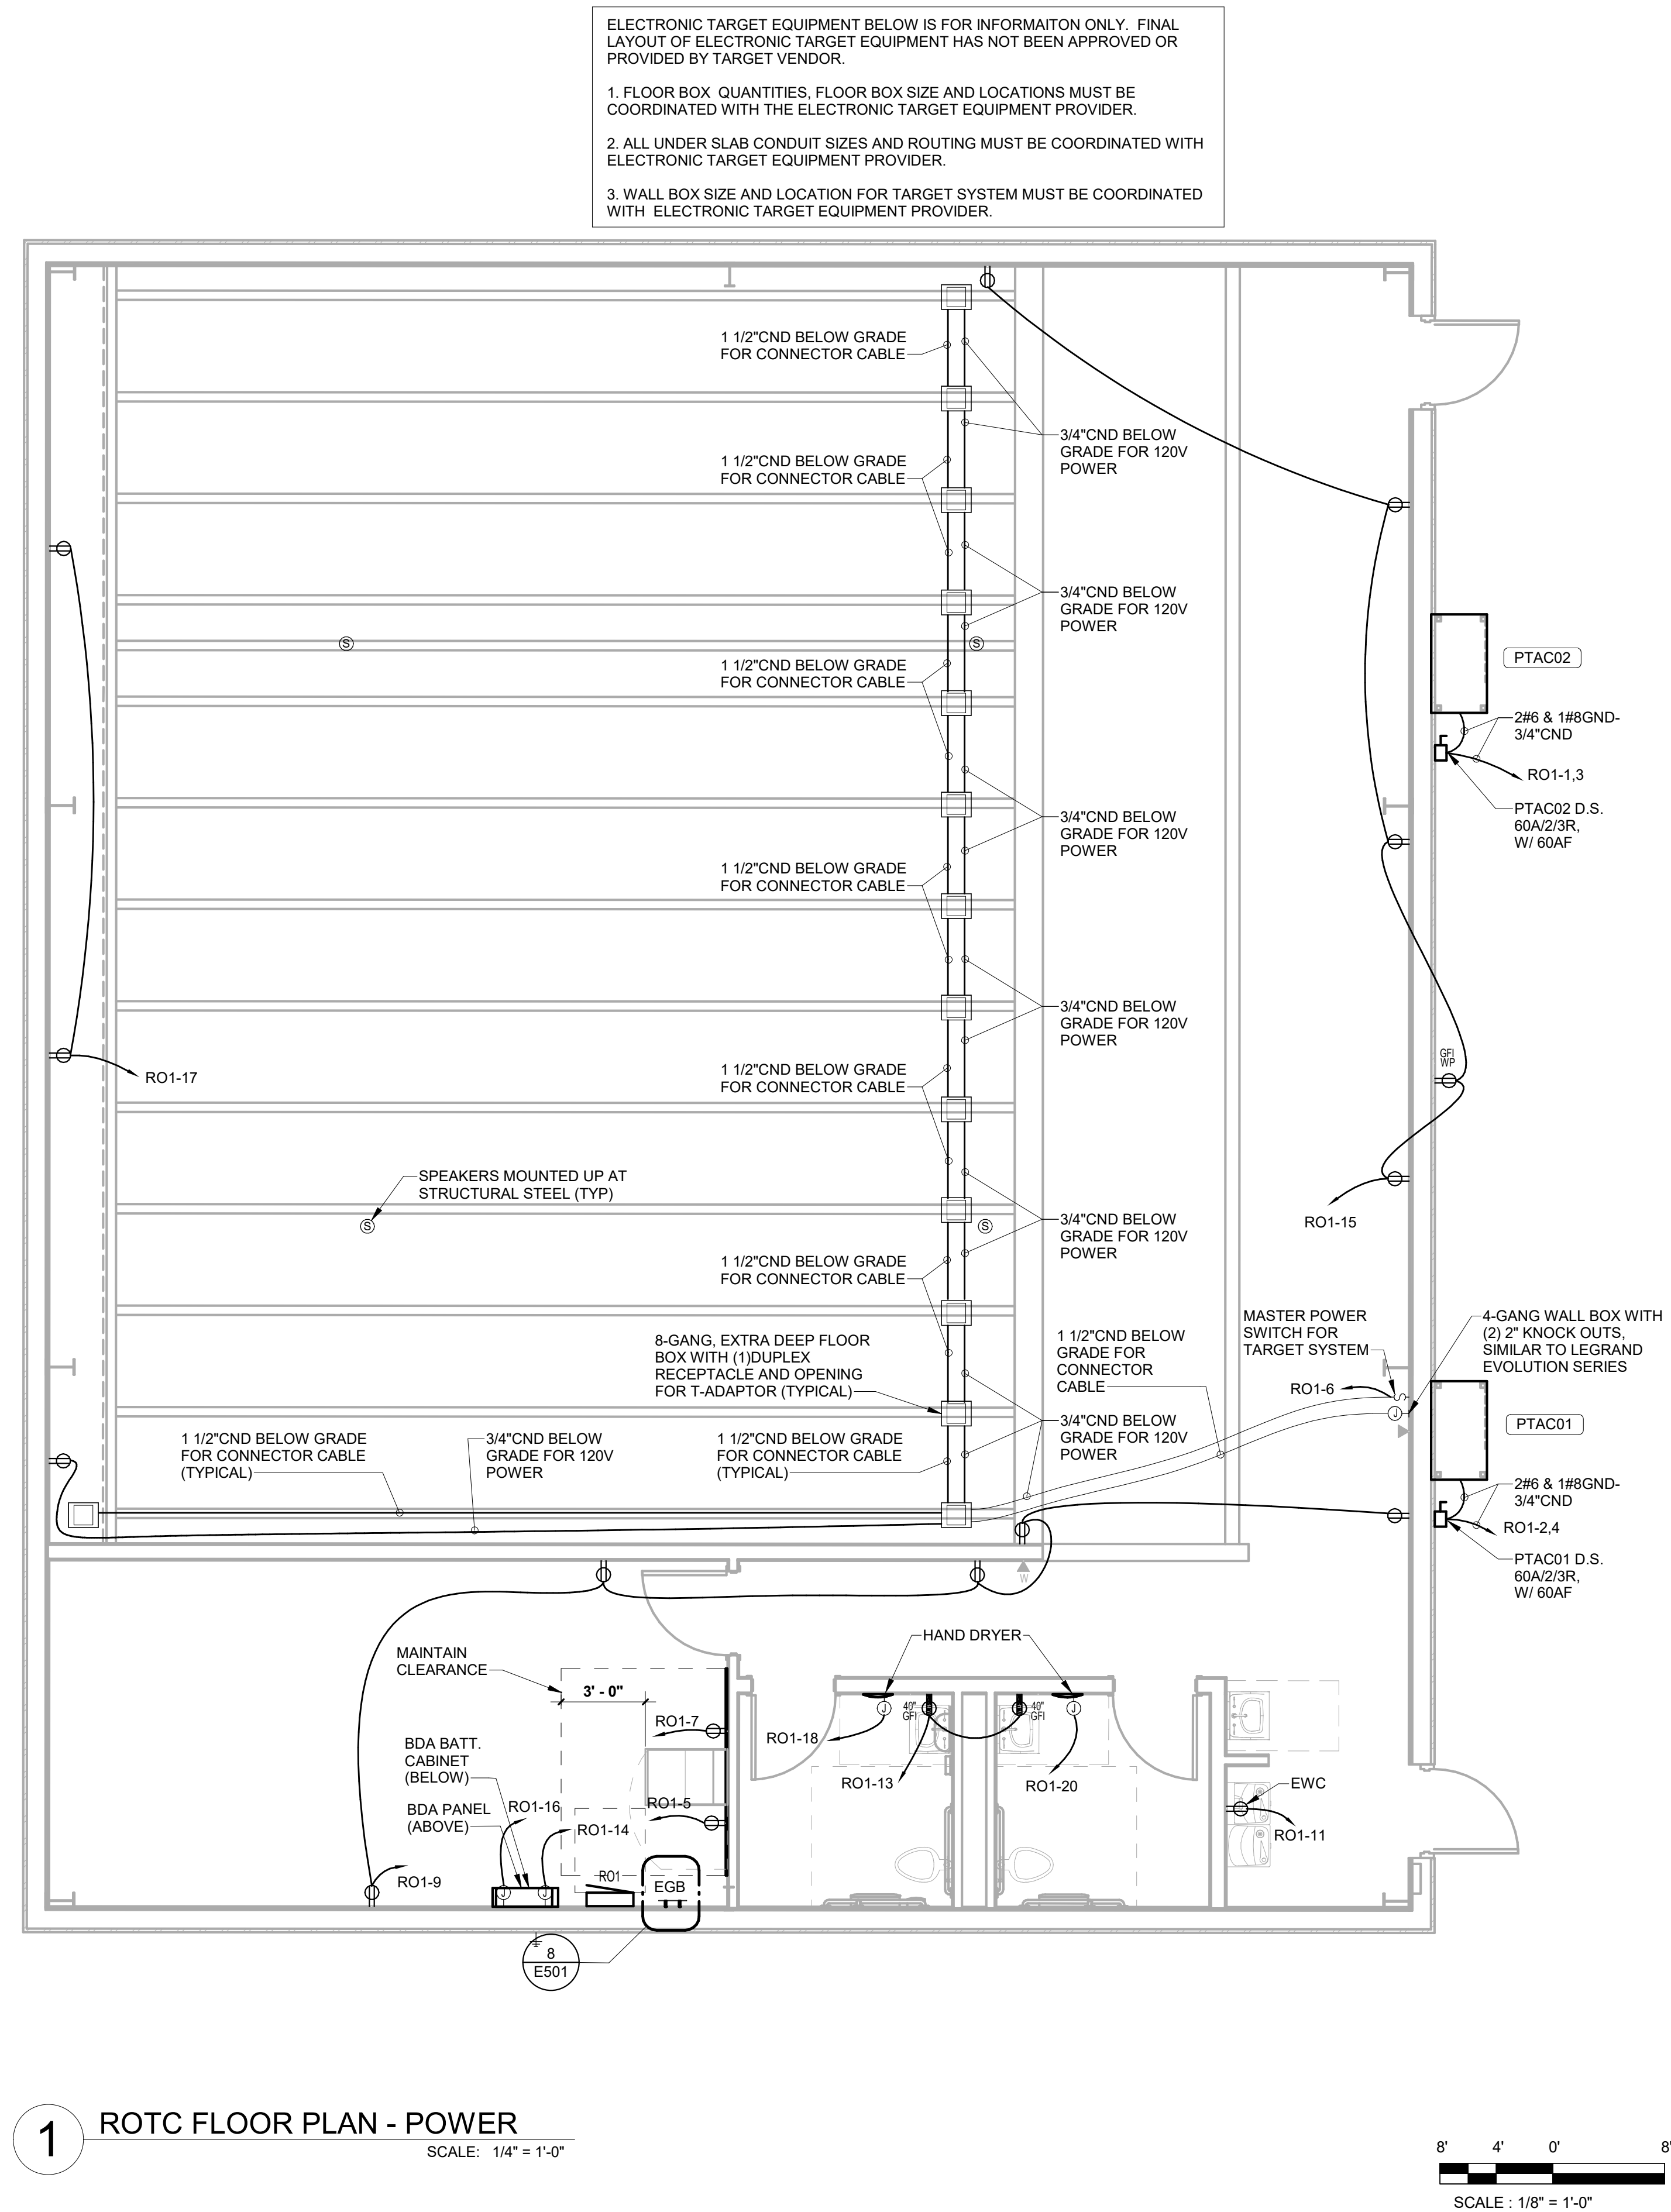 ELECTRONIC TARGET EQUIPMENT BELOW IS FOR INFORMAITON ONLY. FINAL
LAYOUT OF ELECTRONIC TARGET EQUIPMENT HAS NOT BEEN APPROVED OR
PROVIDED BY TARGET VENDOR.
1. FLOOR BOX QUANTITIES, FLOOR BOX SIZE AND LOCATIONS MUST BE
COORDINATED WITH THE ELECTRONIC TARGET EQUIPMENT PROVIDER.
2. ALL UNDER SLAB CONDUIT SIZES AND ROUTING MUST BE COORDINATED WITH
ELECTRONIC TARGET EQUIPMENT PROVIDER.
3. WALL BOX SIZE AND LOCATION FOR TARGET SYSTEM MUST BE COORDINATED
WITH ELECTRONIC TARGET EQUIPMENT PROVIDER.
1 1/2"CND BELOW GRADE
FOR CONNECTOR CABLE
3/4"CND BELOW
GRADE FOR 120V
POWER
1 1/2"CND BELOW GRADE
FOR CONNECTOR CABLE
3/4"CND BELOW
GRADE FOR 120V
POWER
S
S
1 1/2"CND BELOW GRADE
FOR CONNECTOR CABLE
PTAC02
2#6 & 1#8GND-
3/4"CND
RO1-1,3
PTAC02 D.S.
60A/2/3R,
W/ 60AF
3/4"CND BELOW
GRADE FOR 120V
POWER
1 1/2"CND BELOW GRADE
FOR CONNECTOR CABLE
3/4"CND BELOW
GRADE FOR 120V
POWER
GFI
WP
RO1-17
1 1/2"CND BELOW GRADE
FOR CONNECTOR CABLE
SPEAKERS MOUNTED UP AT
STRUCTURAL STEEL (TYP)
S
S
3/4"CND BELOW
GRADE FOR 120V
POWER
RO1-15
1 1/2"CND BELOW GRADE
FOR CONNECTOR CABLE
8-GANG, EXTRA DEEP FLOOR
BOX WITH (1)DUPLEX
RECEPTACLE AND OPENING
FOR T-ADAPTOR (TYPICAL)
1 1/2"CND BELOW
GRADE FOR
CONNECTOR
CABLE
MASTER POWER
SWITCH FOR
TARGET SYSTEM
4-GANG WALL BOX WITH
(2) 2" KNOCK OUTS,
SIMILAR TO LEGRAND
EVOLUTION SERIES
RO1-6
J
PTAC01
3/4"CND BELOW
GRADE FOR 120V
POWER
1 1/2"CND BELOW GRADE
FOR CONNECTOR CABLE
(TYPICAL)
3/4"CND BELOW
GRADE FOR 120V
POWER
1 1/2"CND BELOW GRADE
FOR CONNECTOR CABLE
(TYPICAL)
2#6 & 1#8GND-
3/4"CND
RO1-2,4
PTAC01 D.S.
60A/2/3R,
W/ 60AF
W
HAND DRYER
MAINTAIN
CLEARANCE
3' - 0"
RO1-7
RO1-18
J
40"
GFI
40"
GFI
J
RO1-13
RO1-20
BDA BATT.
CABINET
(BELOW)
BDA PANEL
(ABOVE)
RO1-16
RO1-14
RO1-5
EWC
RO1-11
RO1-9
J
J
RO1
EGB
8
E501
1
ROTC FLOOR PLAN - POWER
SCALE: 1/4" = 1'-0"
8' 4' 0' 8'
SCALE : 1/8" = 1'-0"